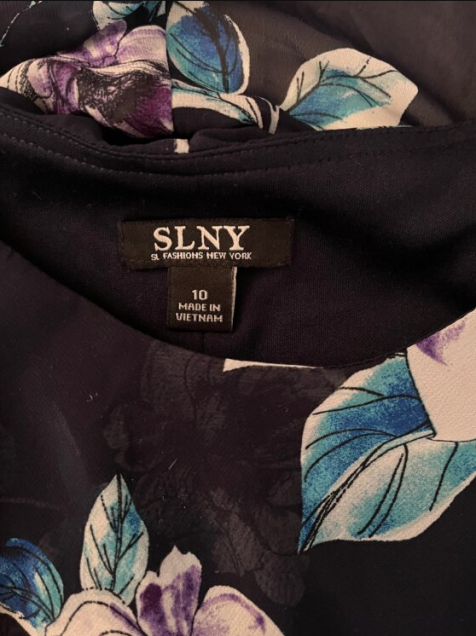 SLNY
SL FASHIONS NEW YORK
10
MADE IN
VIETNAM